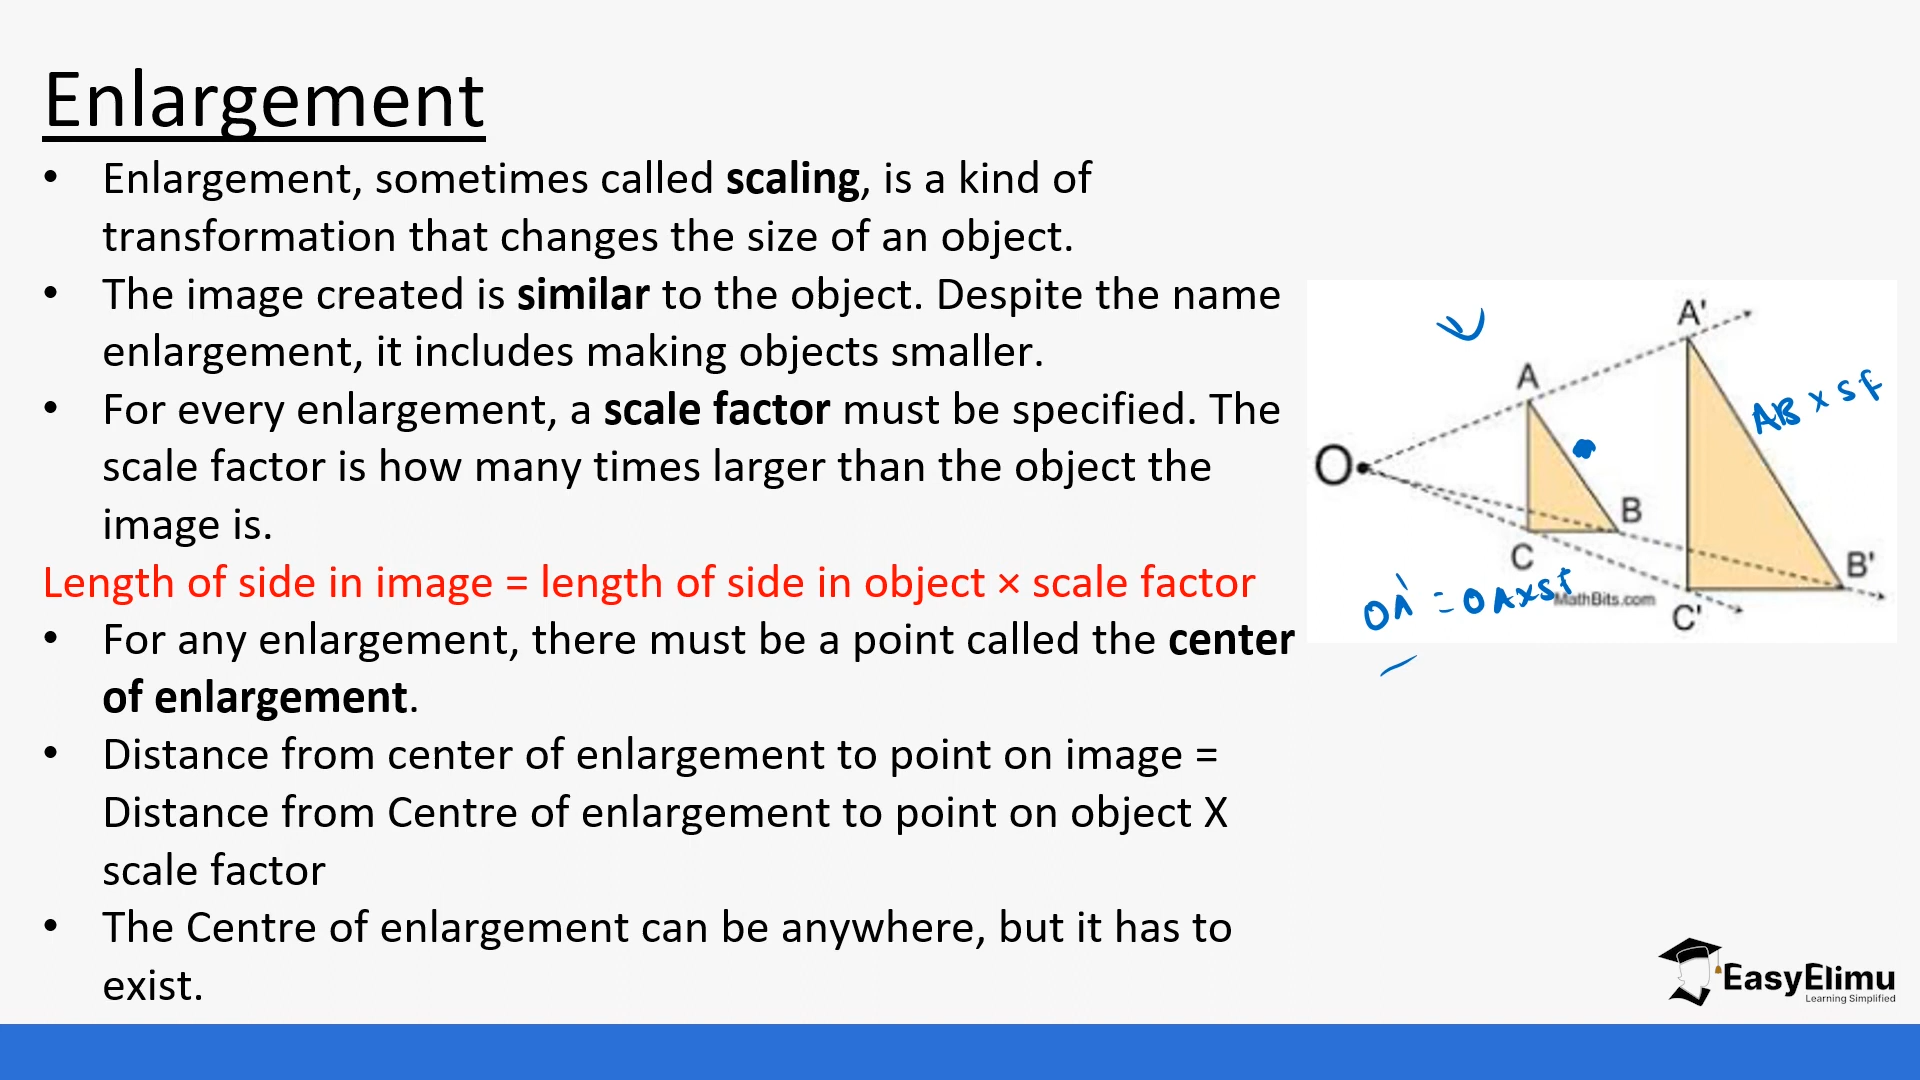 Enlargement
• Enlargement, sometimes called scaling, is a kind of
transformation that changes the size of an object.
• The image created is similar to the object. Despite the name
enlargement, it includes making objects smaller.
• For every enlargement, a scale factor must be specified. The
scale factor is how many times larger than the object the
image is.
Length of side in image = length of side in object × scale factor
• For any enlargement, there must be a point called the center
of enlargement.
• Distance from center of enlargement to point on image =
Distance from Centre of enlargement to point on object X
scale factor
• The Centre of enlargement can be anywhere, but it has to
exist.
A'
A
AB × sf
O
B
C
B'
OA' = OA×sf
MathBits.com
C'
EasyElimu
Learning Simplified